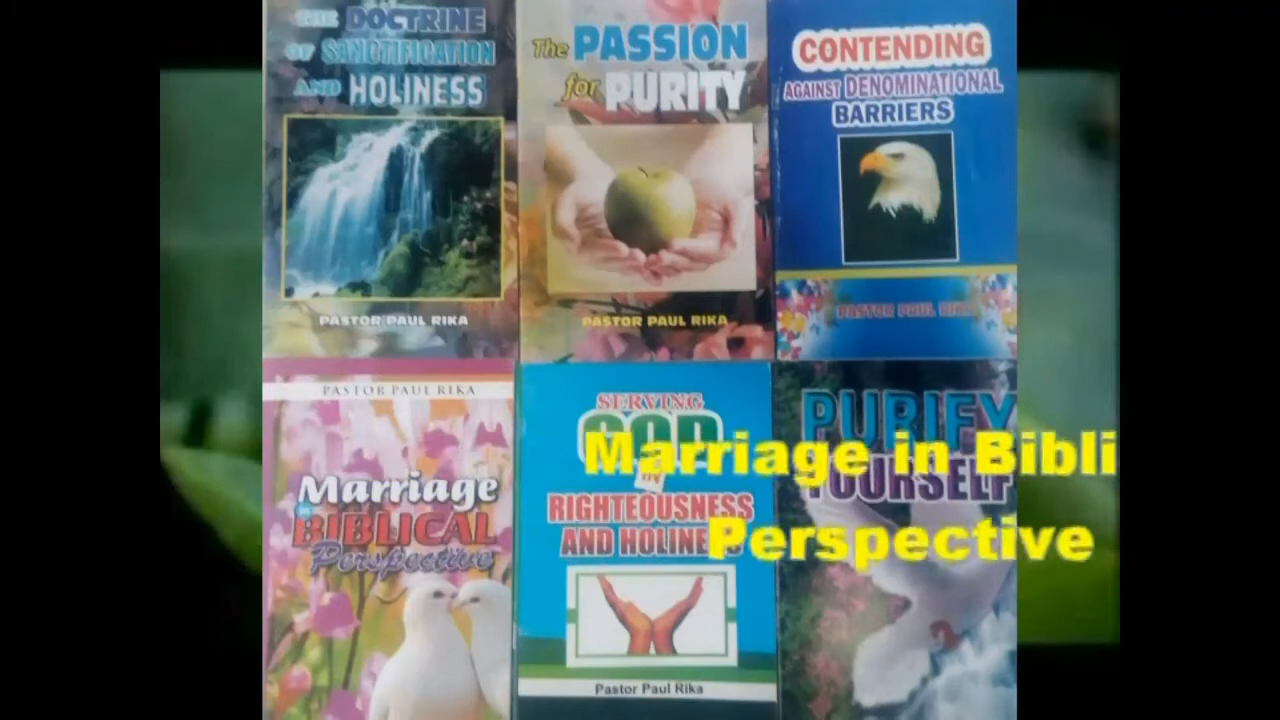 THE DOCTRINE
OF SANCTIFICATION
AND HOLINESS
PASTOR PAUL RIKA
The PASSION
for PURITY
PASTOR PAUL RIKA
CONTENDING
AGAINST DENOMINATIONAL
BARRIERS
PASTOR PAUL RIKA
PASTOR PAUL RIKA
Marriage
in BIBLICAL
Perspective
SERVING
GOD
IN
RIGHTEOUSNESS
AND HOLINESS
Pastor Paul Rika
PURIFY
YOURSELF
Marriage in Bibli
Perspective